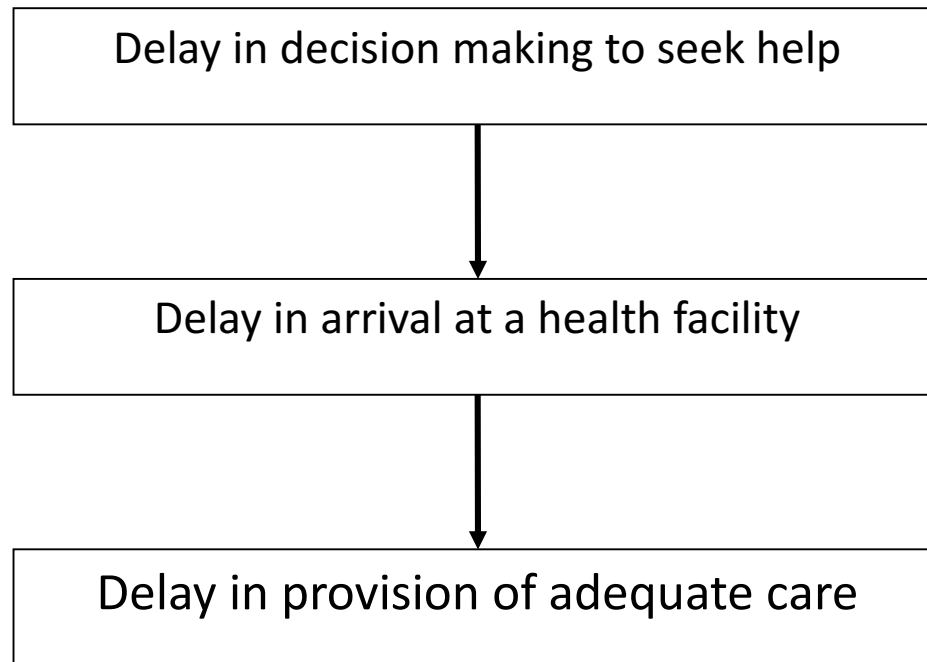 Delay in decision making to seek help
Delay in arrival at a health facility
Delay in provision of adequate care